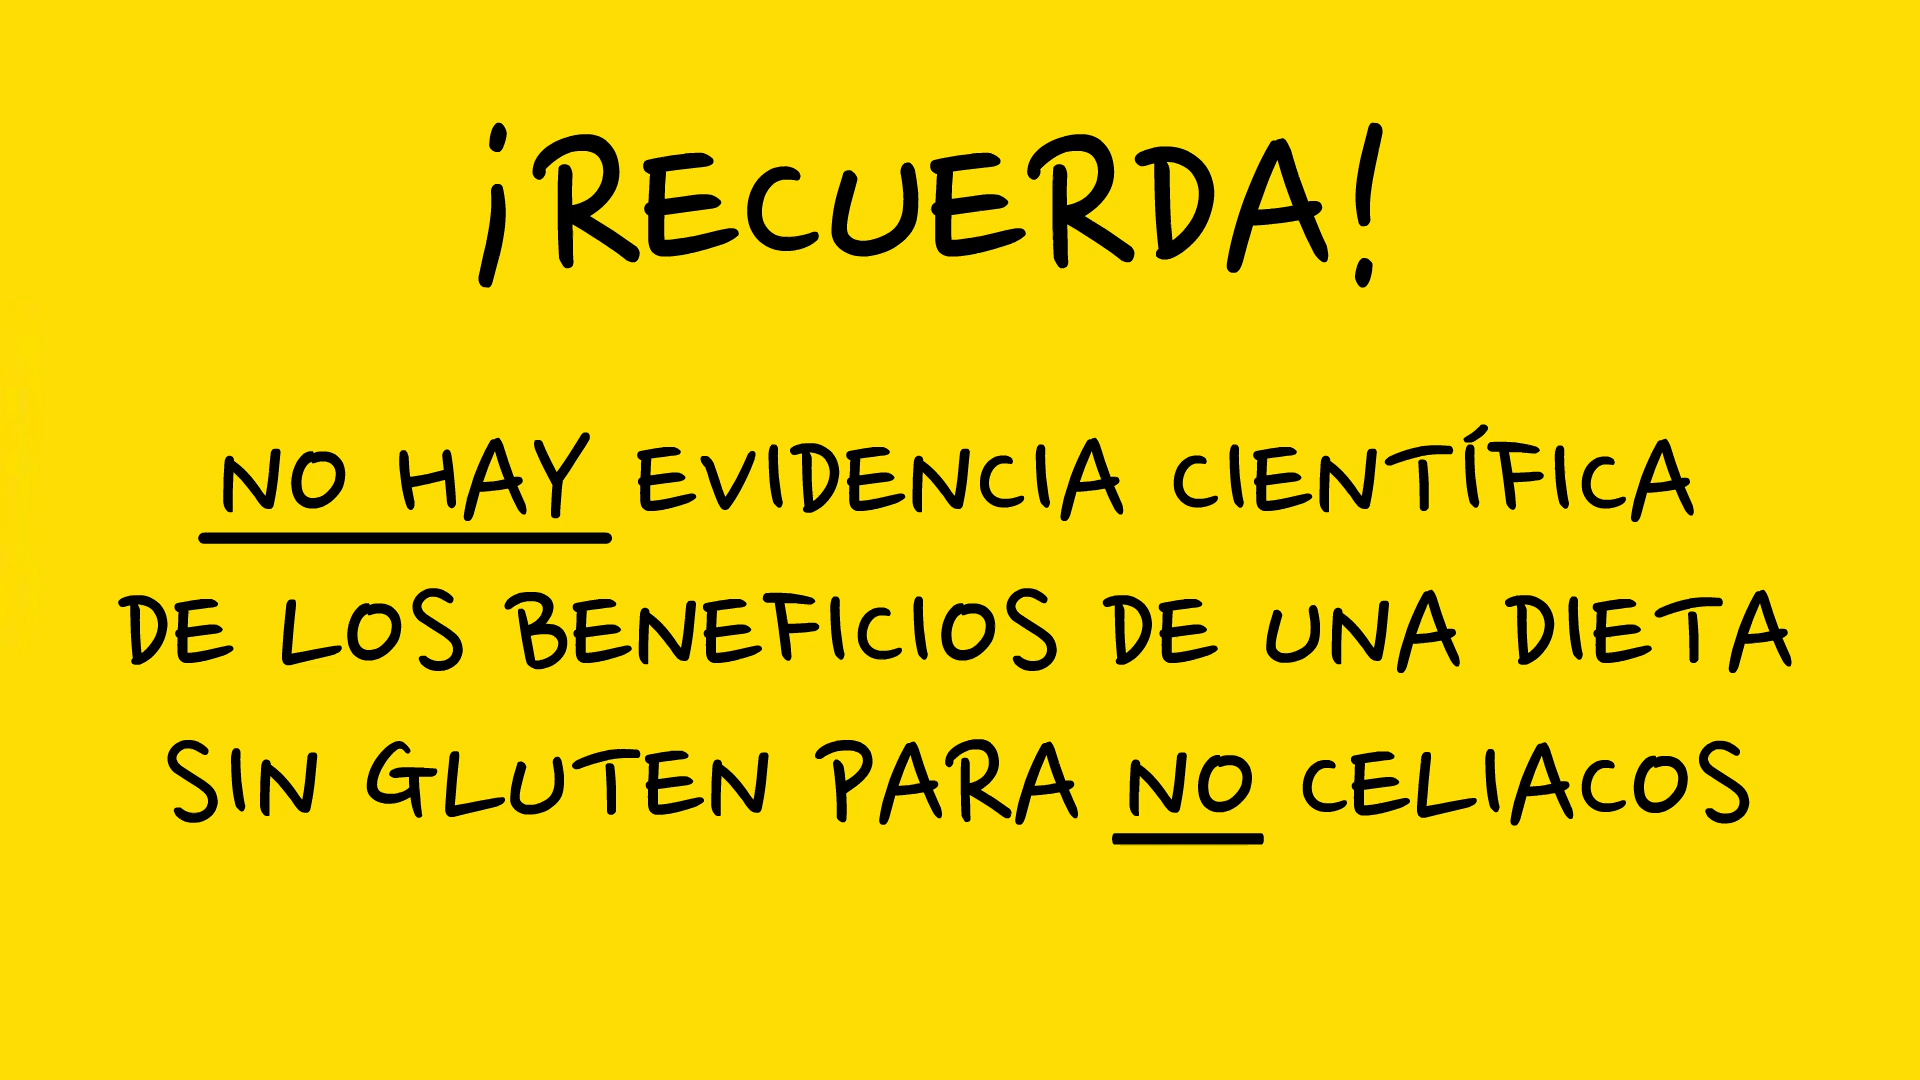 ¡RECUERDA!
NO HAY EVIDENCIA CIENTÍFICA
DE LOS BENEFICIOS DE UNA DIETA
SIN GLUTEN PARA NO CELIACOS